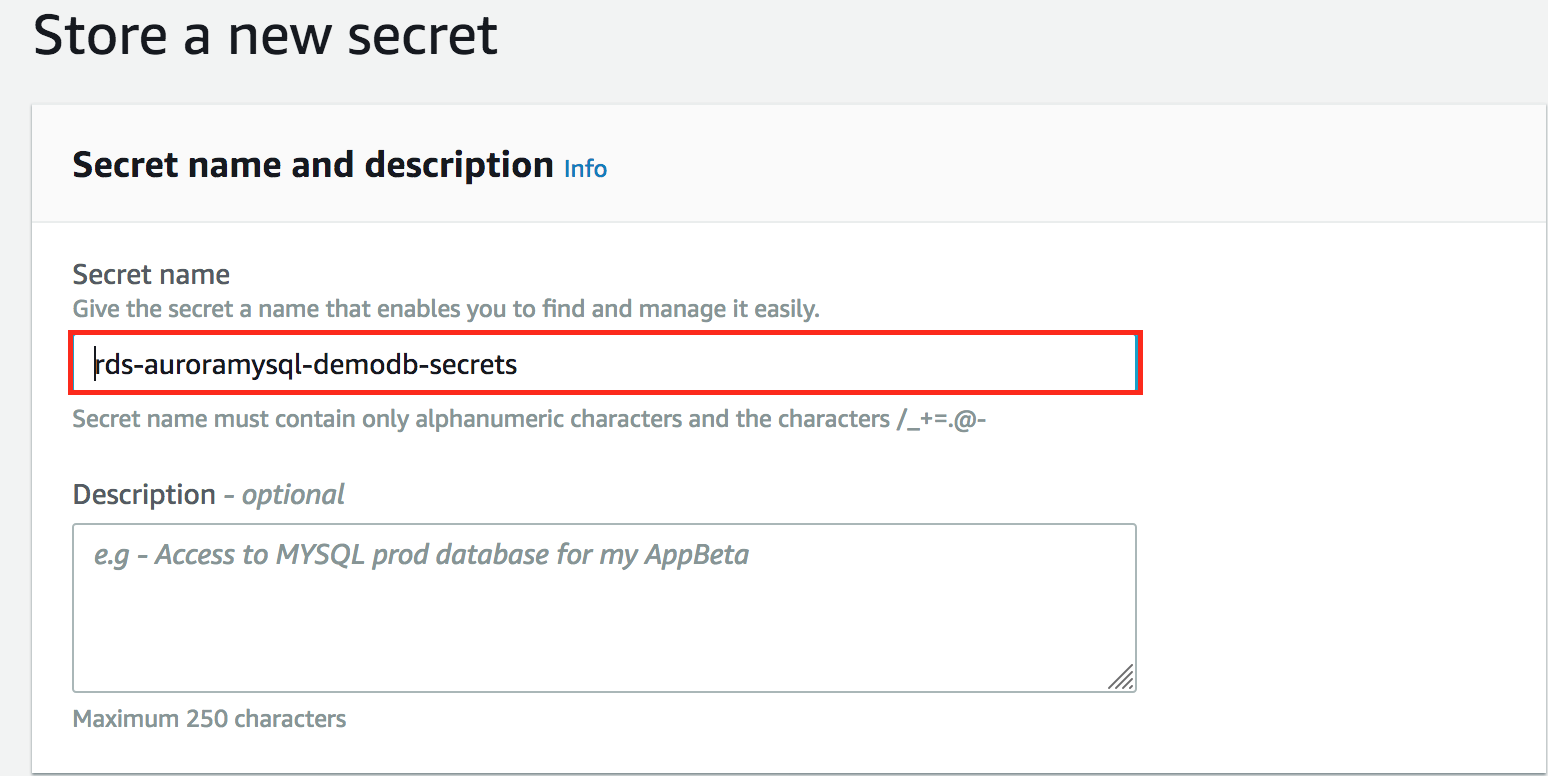 Store a new secret
Secret name and description Info
Secret name
Give the secret a name that enables you to find and manage it easily.
rds-auroramysql-demodb-secrets
Secret name must contain only alphanumeric characters and the characters /_+=.@-
Description - optional
e.g - Access to MYSQL prod database for my AppBeta
Maximum 250 characters